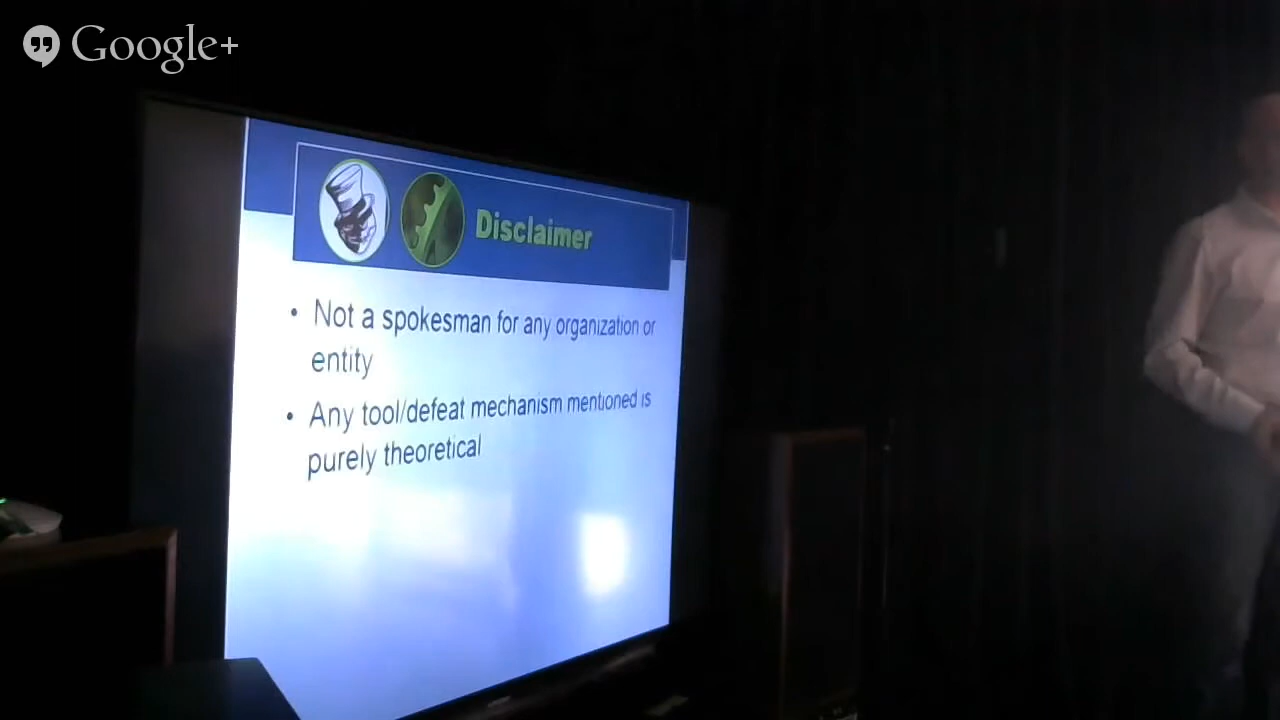 Google+
Disclaimer
• Not a spokesman for any organization or
entity
• Any tool/defeat mechanism mentioned is
purely theoretical